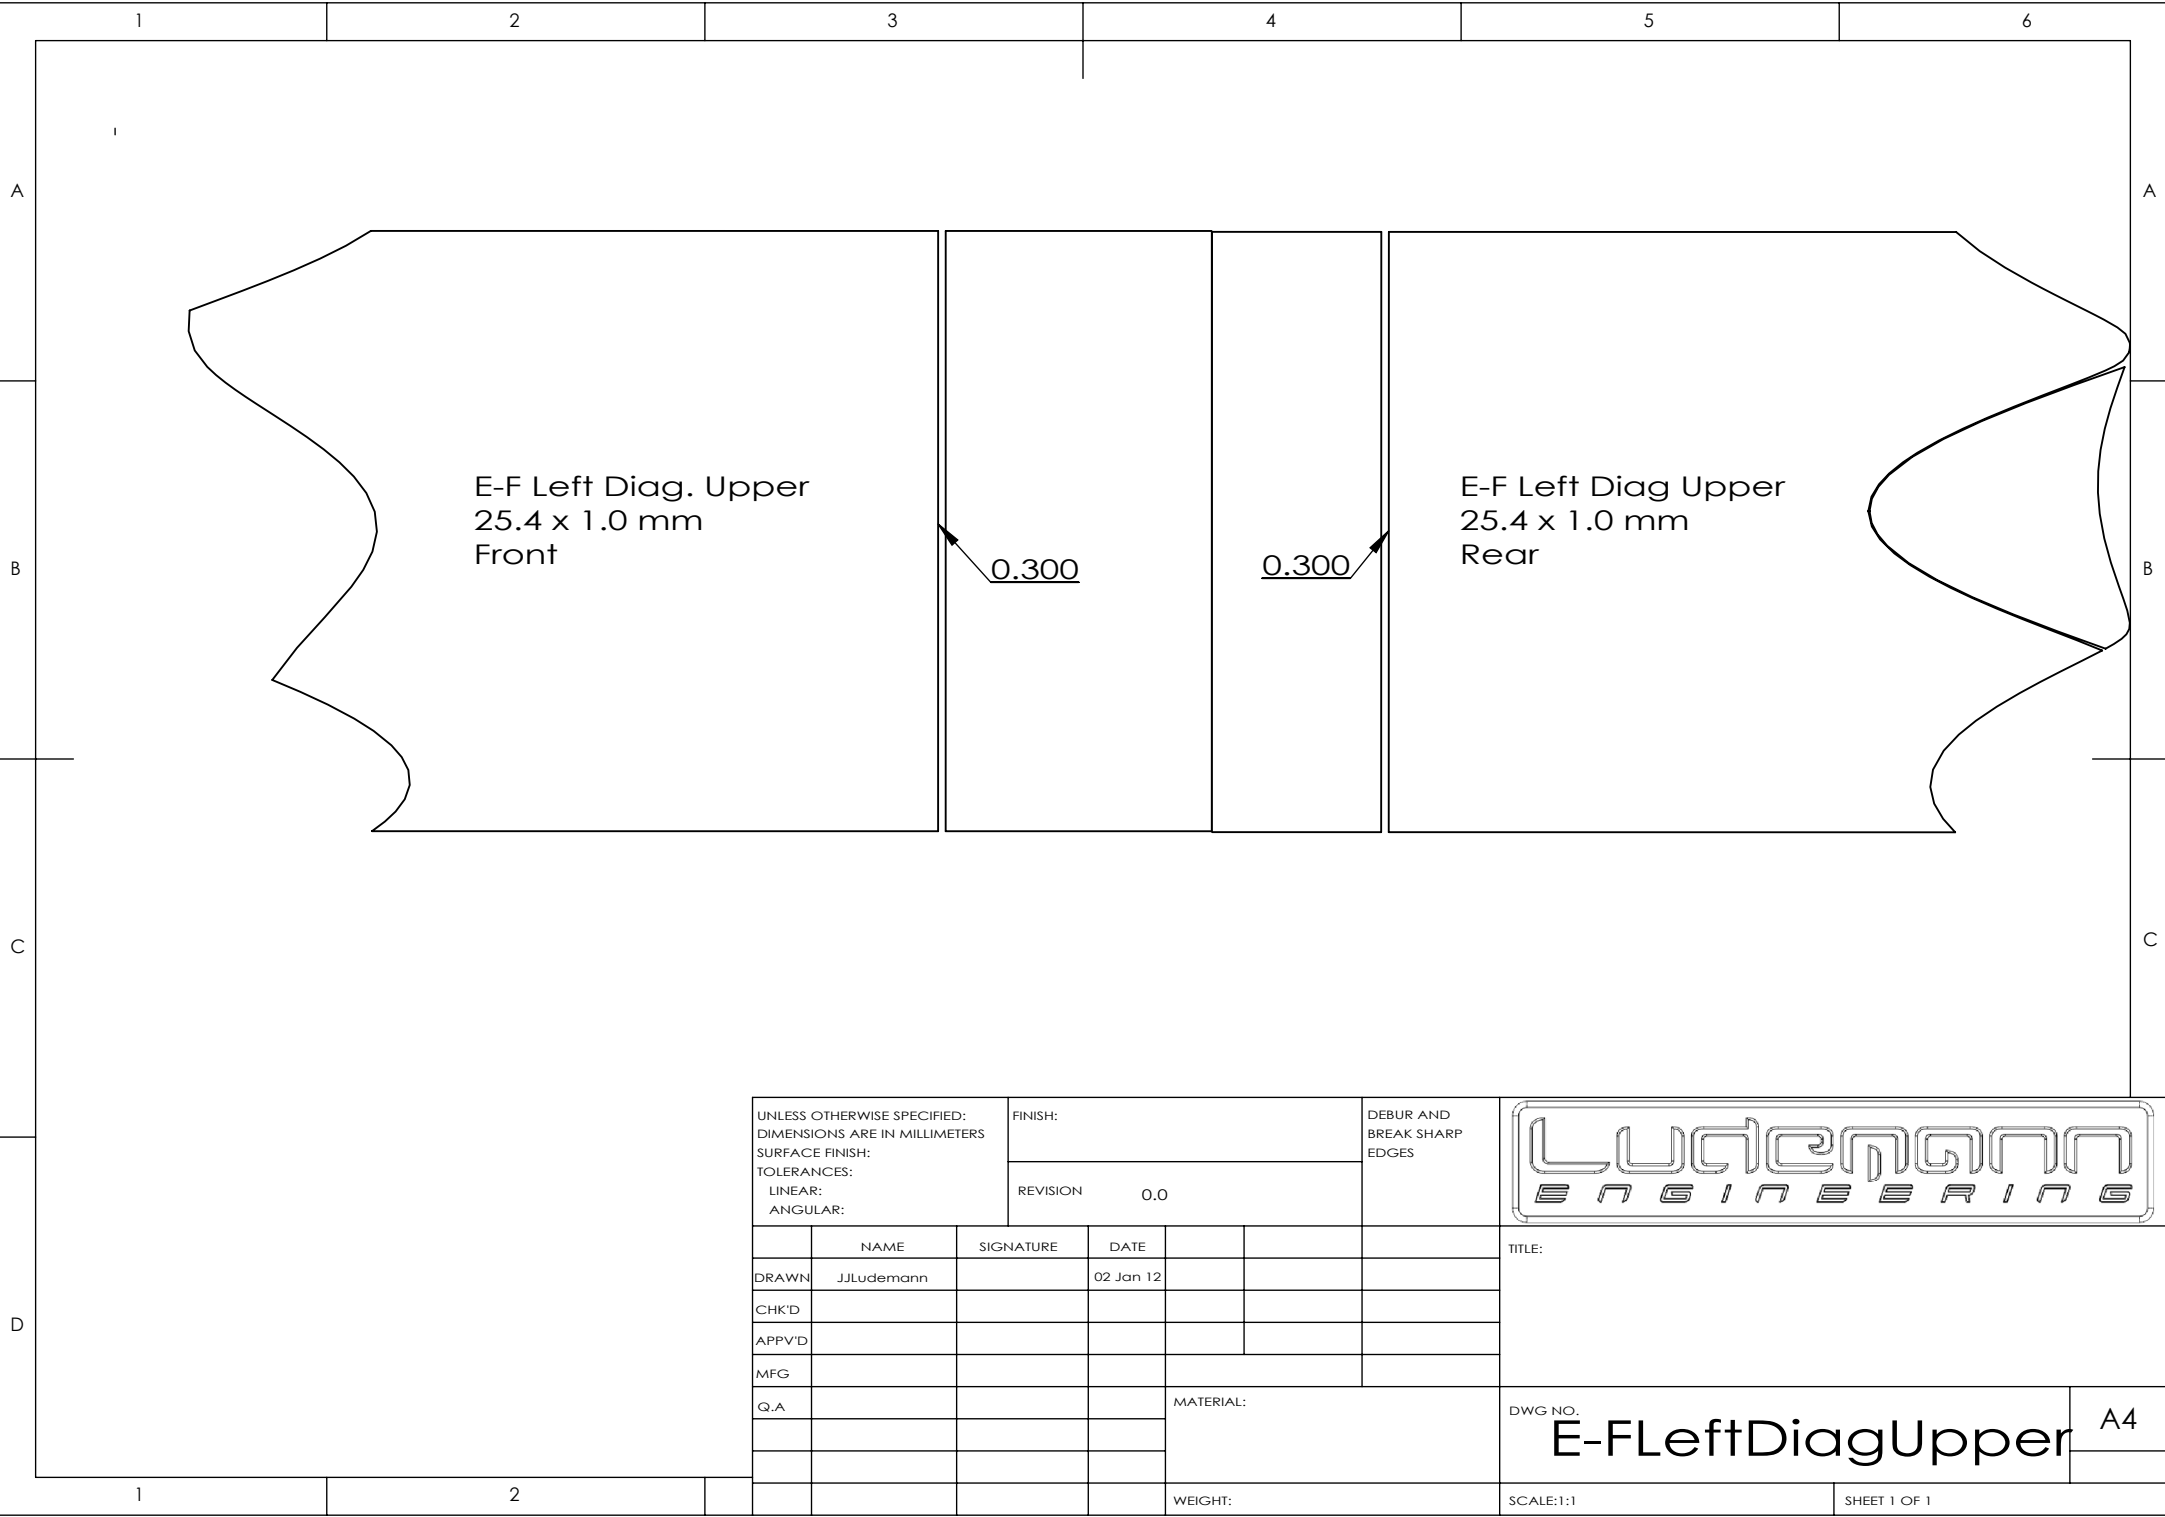 1 2 3 4 5 6
A A
E-F Left Diag. Upper
25.4 x 1.0 mm
Front
0.300
0.300
E-F Left Diag Upper
25.4 x 1.0 mm
Rear
B B
C C
D
UNLESS OTHERWISE SPECIFIED:
DIMENSIONS ARE IN MILLIMETERS
SURFACE FINISH:
TOLERANCES:
LINEAR:
ANGULAR:
FINISH:
REVISION 0.0
DEBUR AND
BREAK SHARP
EDGES
Ludemann
ENGINEERING
NAME SIGNATURE DATE
DRAWN JJLudemann 02 Jan 12
CHK'D
APPV'D
MFG
Q.A
TITLE:
MATERIAL:
DWG NO.
E-FLeftDiagUpper
A4
WEIGHT:
SCALE:1:1
SHEET 1 OF 1
1 2